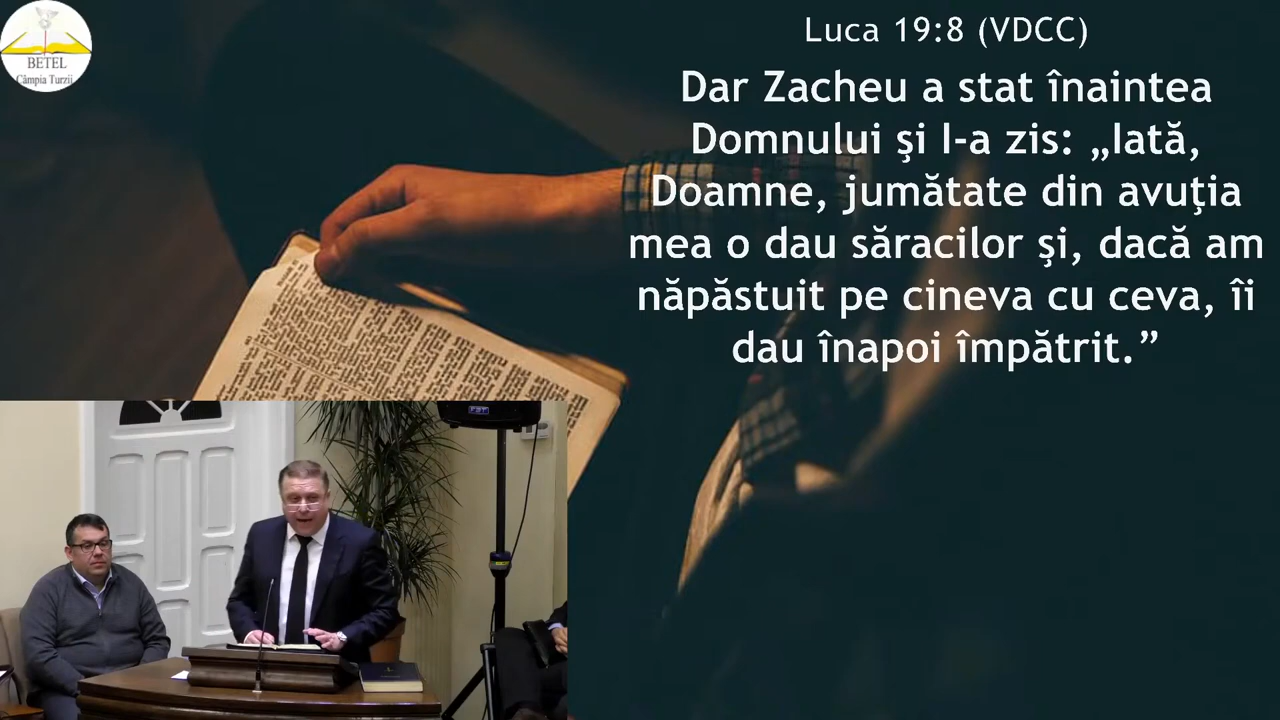 BETEL
Câmpia Turzii
Luca 19:8 (VDCC)
Dar Zacheu a stat înaintea
Domnului şi I-a zis: „Iată,
Doamne, jumătate din avuţia
mea o dau săracilor şi, dacă am
năpăstuit pe cineva cu ceva, îi
dau înapoi împătrit.”